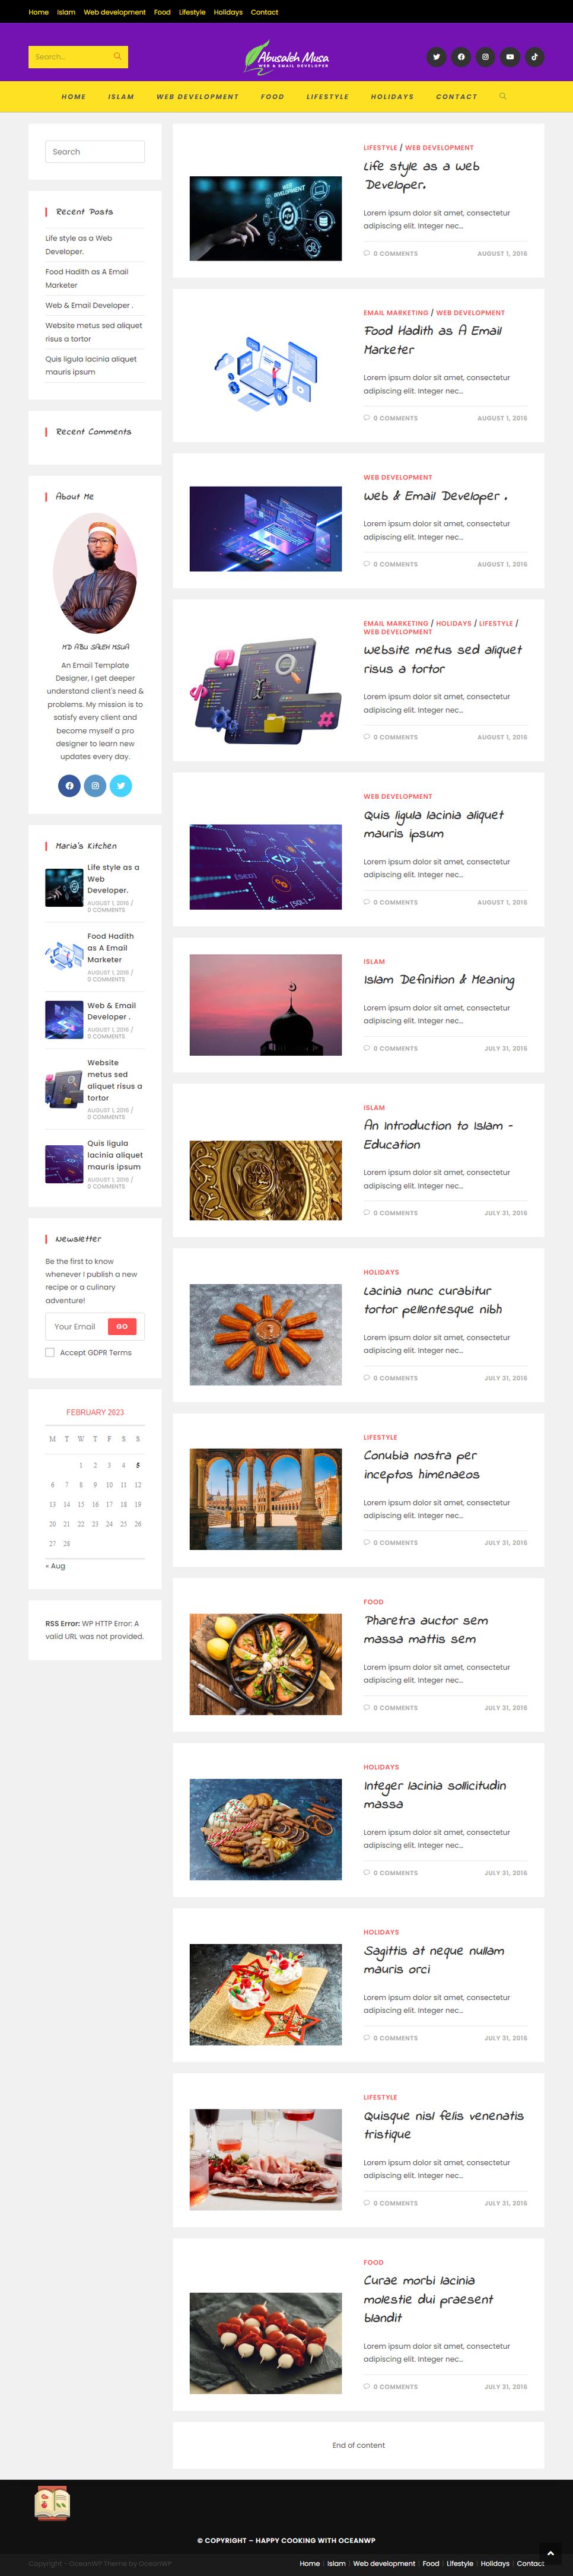 Home Islam Web development Food Lifestyle Holidays Contact
Search...
Abusaleh Musa
WEB & EMAIL DEVELOPER
HOME ISLAM WEB DEVELOPMENT FOOD LIFESTYLE HOLIDAYS CONTACT
Search
Recent Posts
Life style as a Web
Developer.
Food Hadith as A Email
Marketer
Web & Email Developer .
Website metus sed aliquet
risus a tortor
Quis ligula lacinia aliquet
mauris ipsum
Recent Comments
About Me
MD ABU SALEH MSUA
An Email Template
Designer, I get deeper
understand client's need &
problems. My mission is to
satisfy every client and
become myself a pro
designer to learn new
updates every day.
Maria's Kitchen
Life style as a
Web
Developer.
AUGUST 1, 2016 /
0 COMMENTS
Food Hadith
as A Email
Marketer
AUGUST 1, 2016 /
0 COMMENTS
Web & Email
Developer .
AUGUST 1, 2016 /
0 COMMENTS
Website
metus sed
aliquet risus a
tortor
AUGUST 1, 2016 /
0 COMMENTS
Quis ligula
lacinia aliquet
mauris ipsum
AUGUST 1, 2016 /
0 COMMENTS
Newsletter
Be the first to know
whenever I publish a new
recipe or a culinary
adventure!
Your Email GO
Accept GDPR Terms
FEBRUARY 2023
M T W T F S S
1 2 3 4 5
6 7 8 9 10 11 12
13 14 15 16 17 18 19
20 21 22 23 24 25 26
27 28
« Aug
RSS Error: WP HTTP Error: A
valid URL was not provided.
LIFESTYLE / WEB DEVELOPMENT
Life style as a Web
Developer.
Lorem ipsum dolor sit amet, consectetur
adipiscing elit. Integer nec…
0 COMMENTS AUGUST 1, 2016
EMAIL MARKETING / WEB DEVELOPMENT
Food Hadith as A Email
Marketer
Lorem ipsum dolor sit amet, consectetur
adipiscing elit. Integer nec…
0 COMMENTS AUGUST 1, 2016
WEB DEVELOPMENT
Web & Email Developer .
Lorem ipsum dolor sit amet, consectetur
adipiscing elit. Integer nec…
0 COMMENTS AUGUST 1, 2016
EMAIL MARKETING / HOLIDAYS / LIFESTYLE /
WEB DEVELOPMENT
Website metus sed aliquet
risus a tortor
Lorem ipsum dolor sit amet, consectetur
adipiscing elit. Integer nec…
0 COMMENTS AUGUST 1, 2016
WEB DEVELOPMENT
Quis ligula lacinia aliquet
mauris ipsum
Lorem ipsum dolor sit amet, consectetur
adipiscing elit. Integer nec…
0 COMMENTS AUGUST 1, 2016
ISLAM
Islam Definition & Meaning
Lorem ipsum dolor sit amet, consectetur
adipiscing elit. Integer nec…
0 COMMENTS JULY 31, 2016
ISLAM
An Introduction to Islam -
Education
Lorem ipsum dolor sit amet, consectetur
adipiscing elit. Integer nec…
0 COMMENTS JULY 31, 2016
HOLIDAYS
Lacinia nunc curabitur
tortor pellentesque nibh
Lorem ipsum dolor sit amet, consectetur
adipiscing elit. Integer nec…
0 COMMENTS JULY 31, 2016
LIFESTYLE
Conubia nostra per
inceptos himenaeos
Lorem ipsum dolor sit amet, consectetur
adipiscing elit. Integer nec…
0 COMMENTS JULY 31, 2016
FOOD
Pharetra auctor sem
massa mattis sem
Lorem ipsum dolor sit amet, consectetur
adipiscing elit. Integer nec…
0 COMMENTS JULY 31, 2016
HOLIDAYS
Integer lacinia sollicitudin
massa
Lorem ipsum dolor sit amet, consectetur
adipiscing elit. Integer nec…
0 COMMENTS JULY 31, 2016
HOLIDAYS
Sagittis at neque nullam
mauris orci
Lorem ipsum dolor sit amet, consectetur
adipiscing elit. Integer nec…
0 COMMENTS JULY 31, 2016
LIFESTYLE
Quisque nisl felis venenatis
tristique
Lorem ipsum dolor sit amet, consectetur
adipiscing elit. Integer nec…
0 COMMENTS JULY 31, 2016
FOOD
Curae morbi lacinia
molestie dui praesent
blandit
Lorem ipsum dolor sit amet, consectetur
adipiscing elit. Integer nec…
0 COMMENTS JULY 31, 2016
End of content
© COPYRIGHT – HAPPY COOKING WITH OCEANWP
Copyright - OceanWP Theme by OceanWP
Home Islam Web development Food Lifestyle Holidays Contact